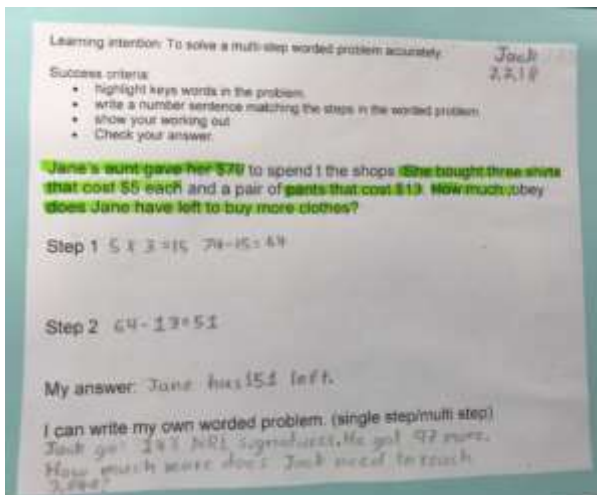 Learning intention: To solve a multi-step worded problem accurately.
Jack
2.2.18
Success criteria:
• highlight keys words in the problem.
• write a number sentence matching the steps in the worded problem
• show your working out
• Check your answer.
Jane's aunt gave her to spend t the shops. She bought three shirts
that cost $5 each and a pair of pants that cost $13. How much obey
does Jane have left to buy more clothes?
Step 1 5 x 3 = 15 79-15=64
Step 2 64-13=51
My answer: Jane has left.
I can write my own worded problem. (single step/multi step)
Jack got NRL signatures. He got 97 more.
How much more does Jack need to reach